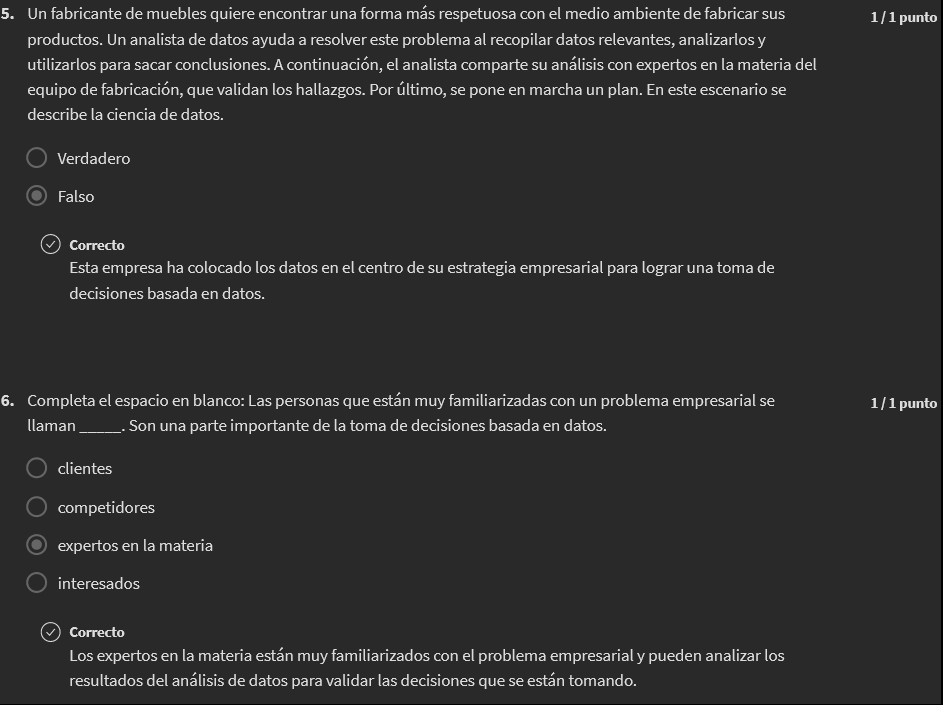 5. Un fabricante de muebles quiere encontrar una forma más respetuosa con el medio ambiente de fabricar sus
1 / 1 punto
productos. Un analista de datos ayuda a resolver este problema al recopilar datos relevantes, analizarlos y
utilizarlos para sacar conclusiones. A continuación, el analista comparte su análisis con expertos en la materia del
equipo de fabricación, que validan los hallazgos. Por último, se pone en marcha un plan. En este escenario se
describe la ciencia de datos.
Verdadero
Falso
Correcto
Esta empresa ha colocado los datos en el centro de su estrategia empresarial para lograr una toma de
decisiones basada en datos.
6. Completa el espacio en blanco: Las personas que están muy familiarizadas con un problema empresarial se
1 / 1 punto
llaman _____. Son una parte importante de la toma de decisiones basada en datos.
clientes
competidores
expertos en la materia
interesados
Correcto
Los expertos en la materia están muy familiarizados con el problema empresarial y pueden analizar los
resultados del análisis de datos para validar las decisiones que se están tomando.